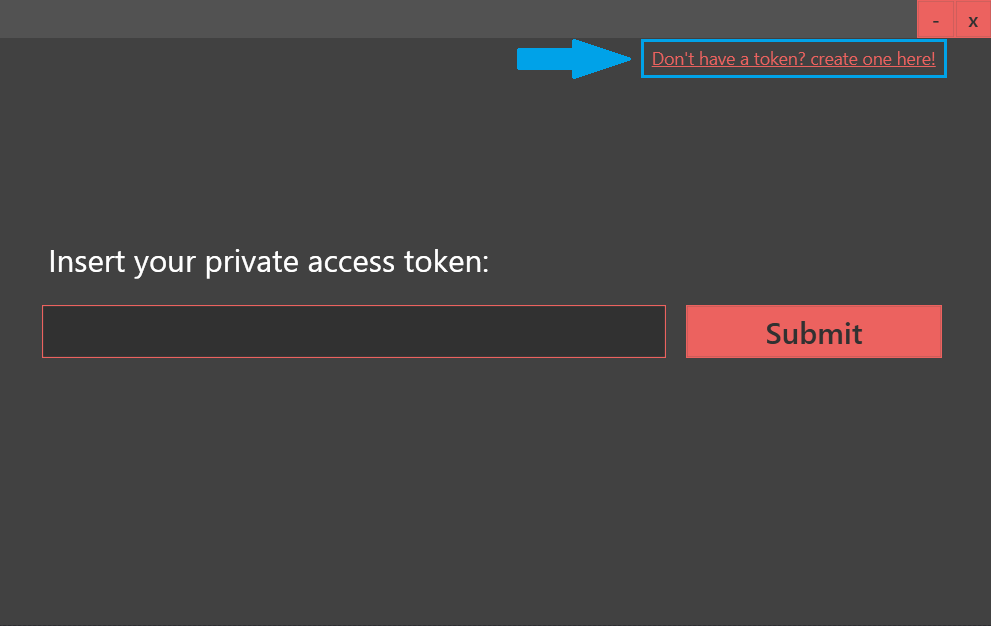 - x
Don't have a token? create one here!
Insert your private access token:
Submit